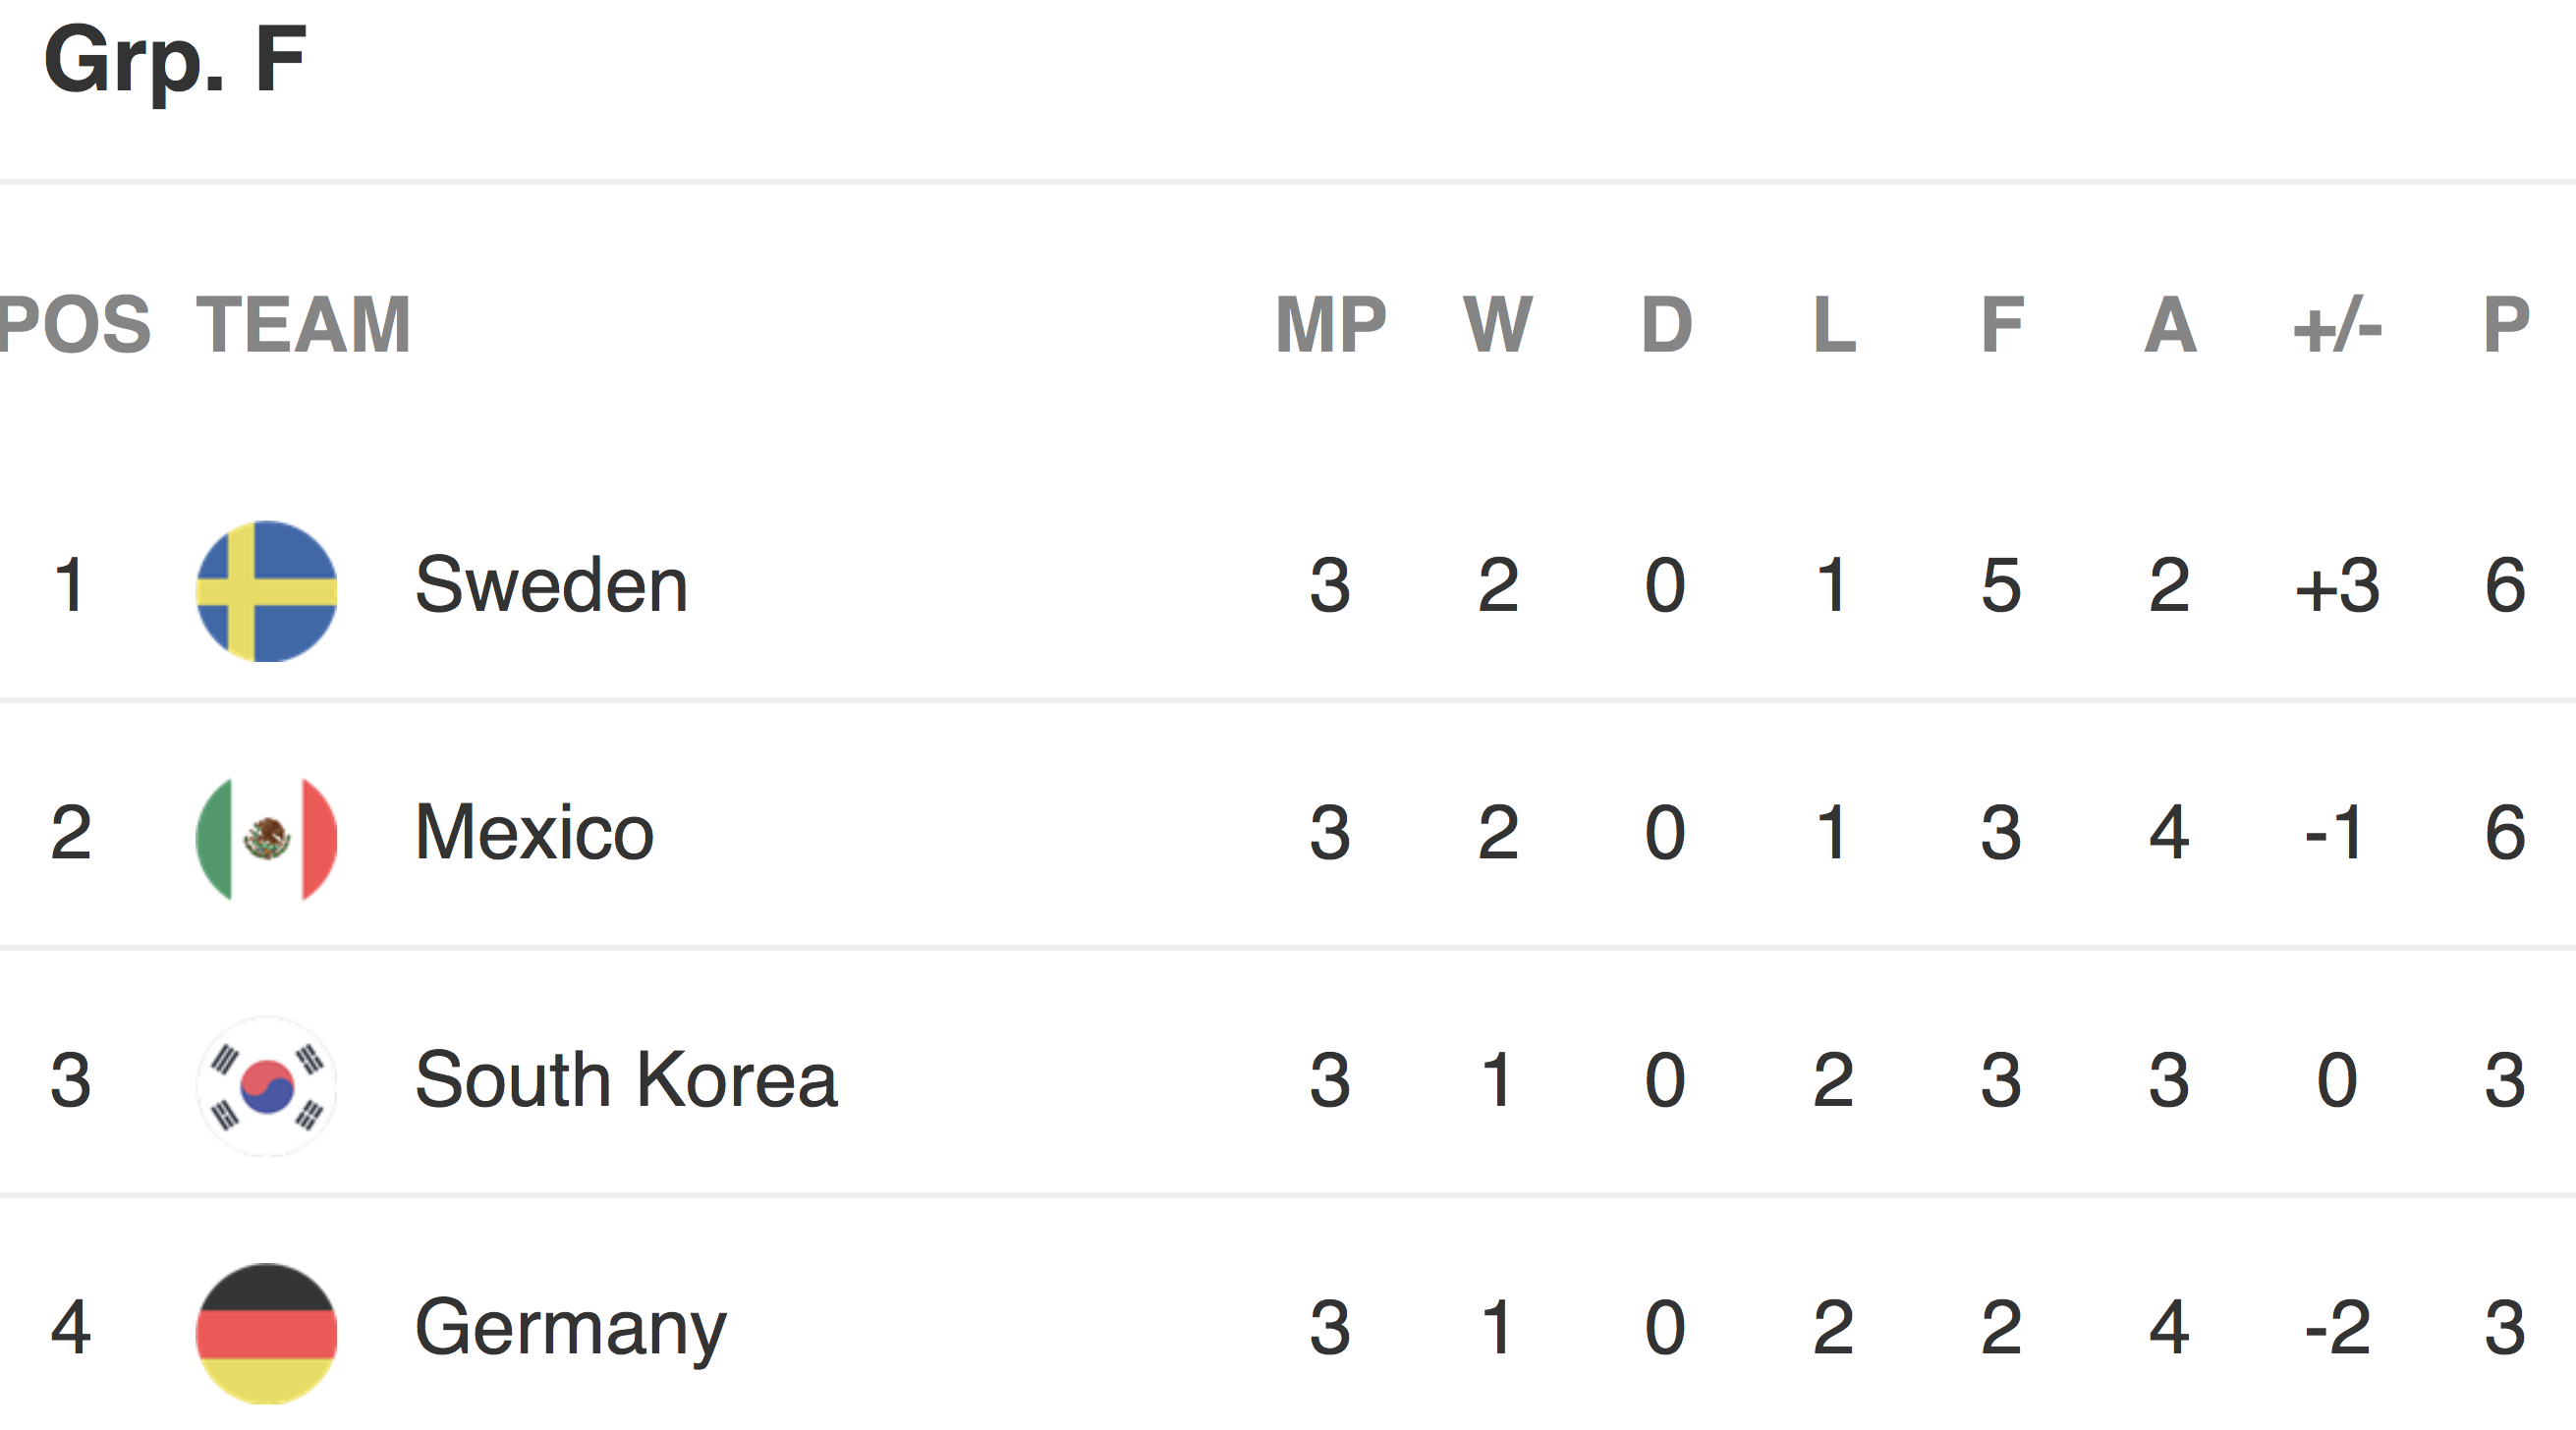 Grp. F
POS TEAM MP W D L F A +/- P
1 Sweden 3 2 0 1 5 2 +3 6
2 Mexico 3 2 0 1 3 4 -1 6
3 South Korea 3 1 0 2 3 3 0 3
4 Germany 3 1 0 2 2 4 -2 3